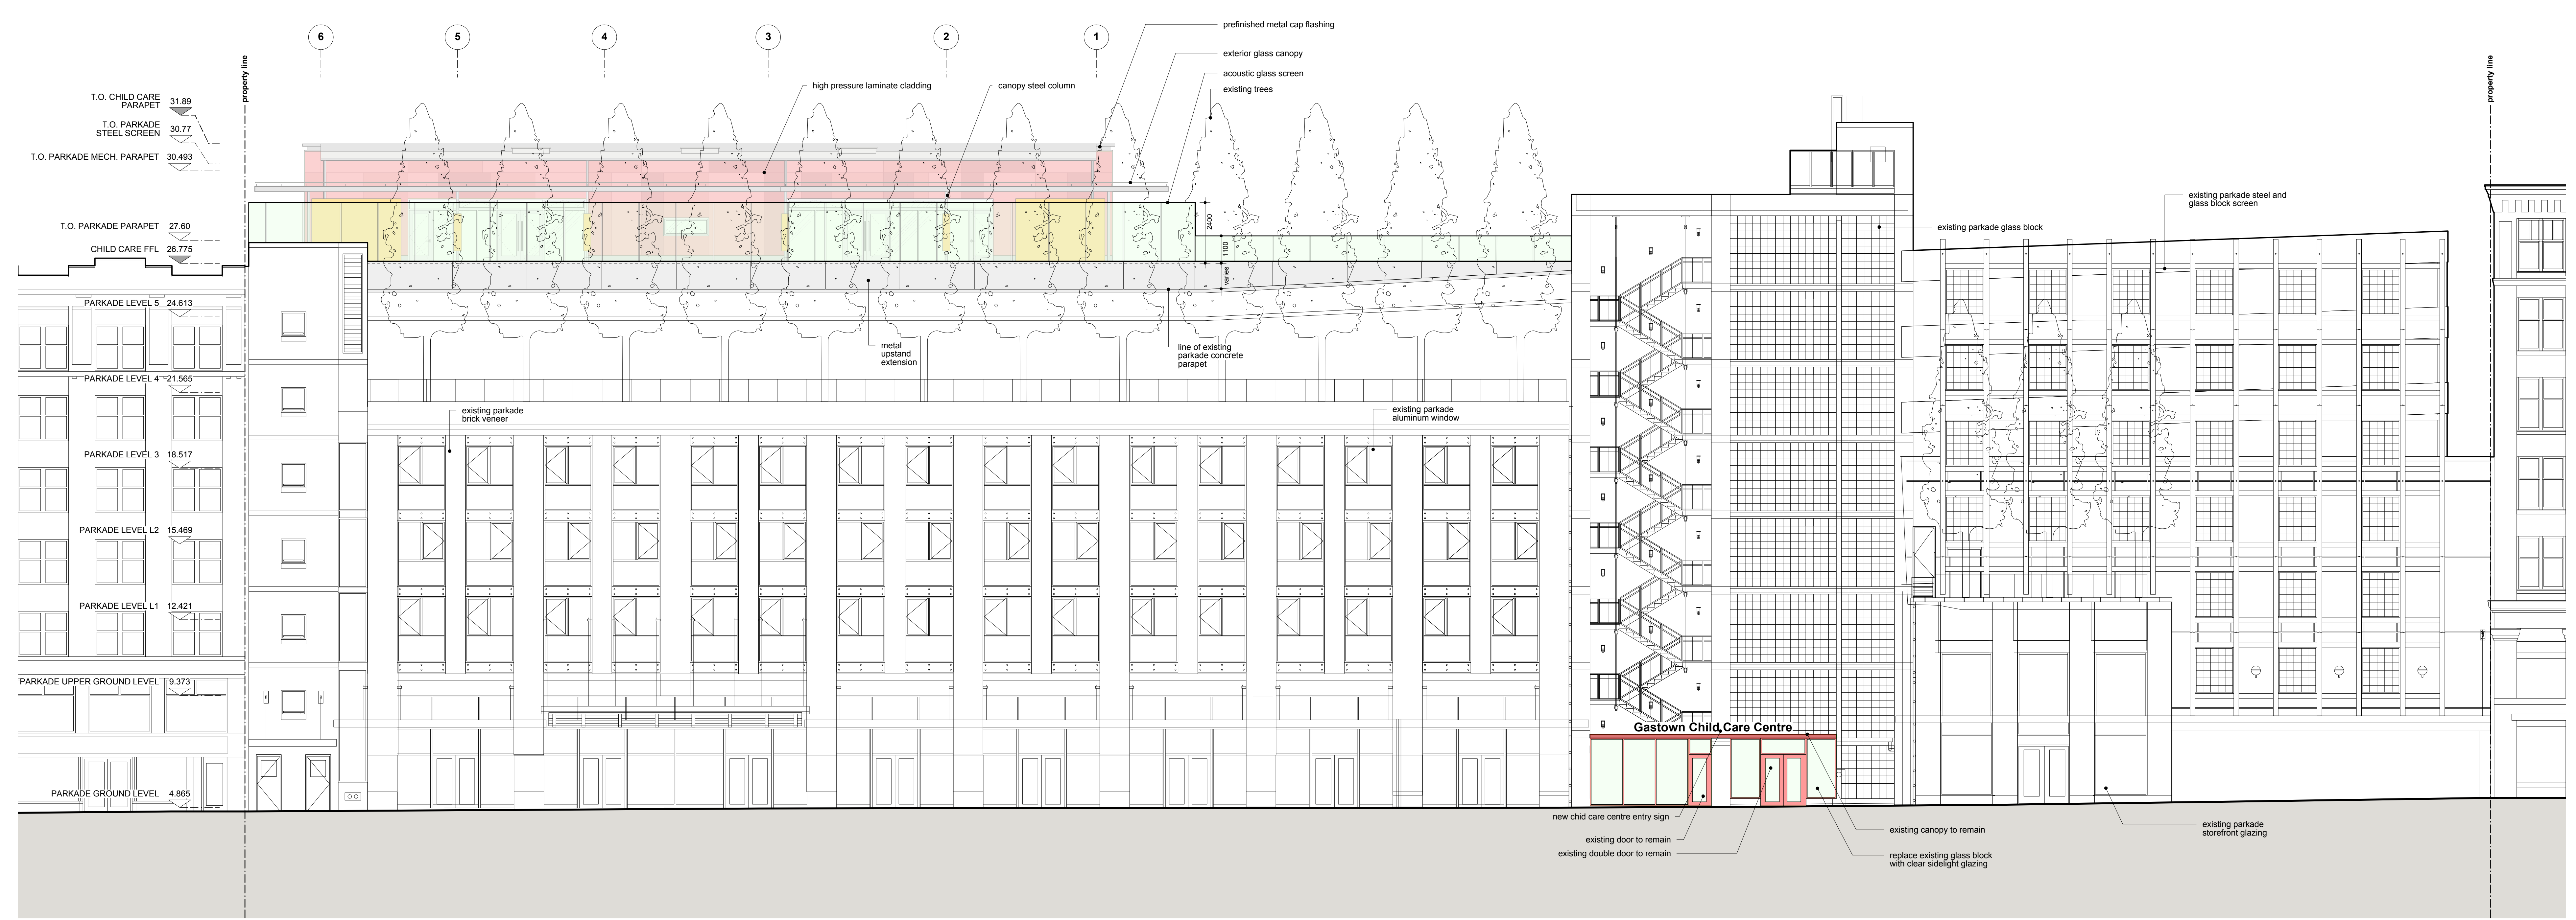 6
5
4
3
2
1
prefinished metal cap flashing
exterior glass canopy
acoustic glass screen
existing trees
high pressure laminate cladding
canopy steel column
property line
property line
T.O. CHILD CARE
PARAPET
31.89
T.O. PARKADE
STEEL SCREEN
30.77
T.O. PARKADE MECH. PARAPET 30.493
T.O. PARKADE PARAPET 27.60
CHILD CARE FFL 26.775
PARKADE LEVEL 5 24.613
PARKADE LEVEL 4 21.565
PARKADE LEVEL 3 18.517
PARKADE LEVEL L2 15.469
PARKADE LEVEL L1 12.421
PARKADE UPPER GROUND LEVEL 9.373
PARKADE GROUND LEVEL 4.865
2400
1100
varies
existing parkade steel and
glass block screen
existing parkade glass block
metal
upstand
extension
line of existing
parkade concrete
parapet
existing parkade
brick veneer
existing parkade
aluminum window
Gastown Child Care Centre
new chid care centre entry sign
existing door to remain
existing double door to remain
existing canopy to remain
replace existing glass block
with clear sidelight glazing
existing parkade
storefront glazing